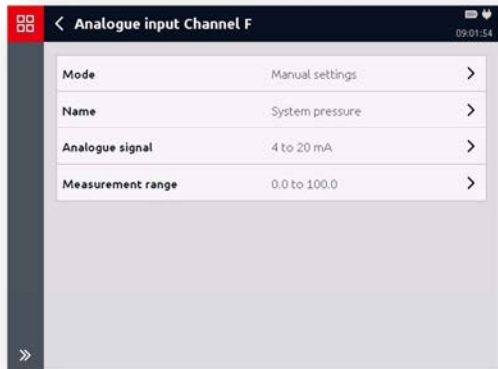 Analogue input Channel F
09:01:54
Mode Manual settings
Name System pressure
Analogue signal 4 to 20 mA
Measurement range 0.0 to 100.0